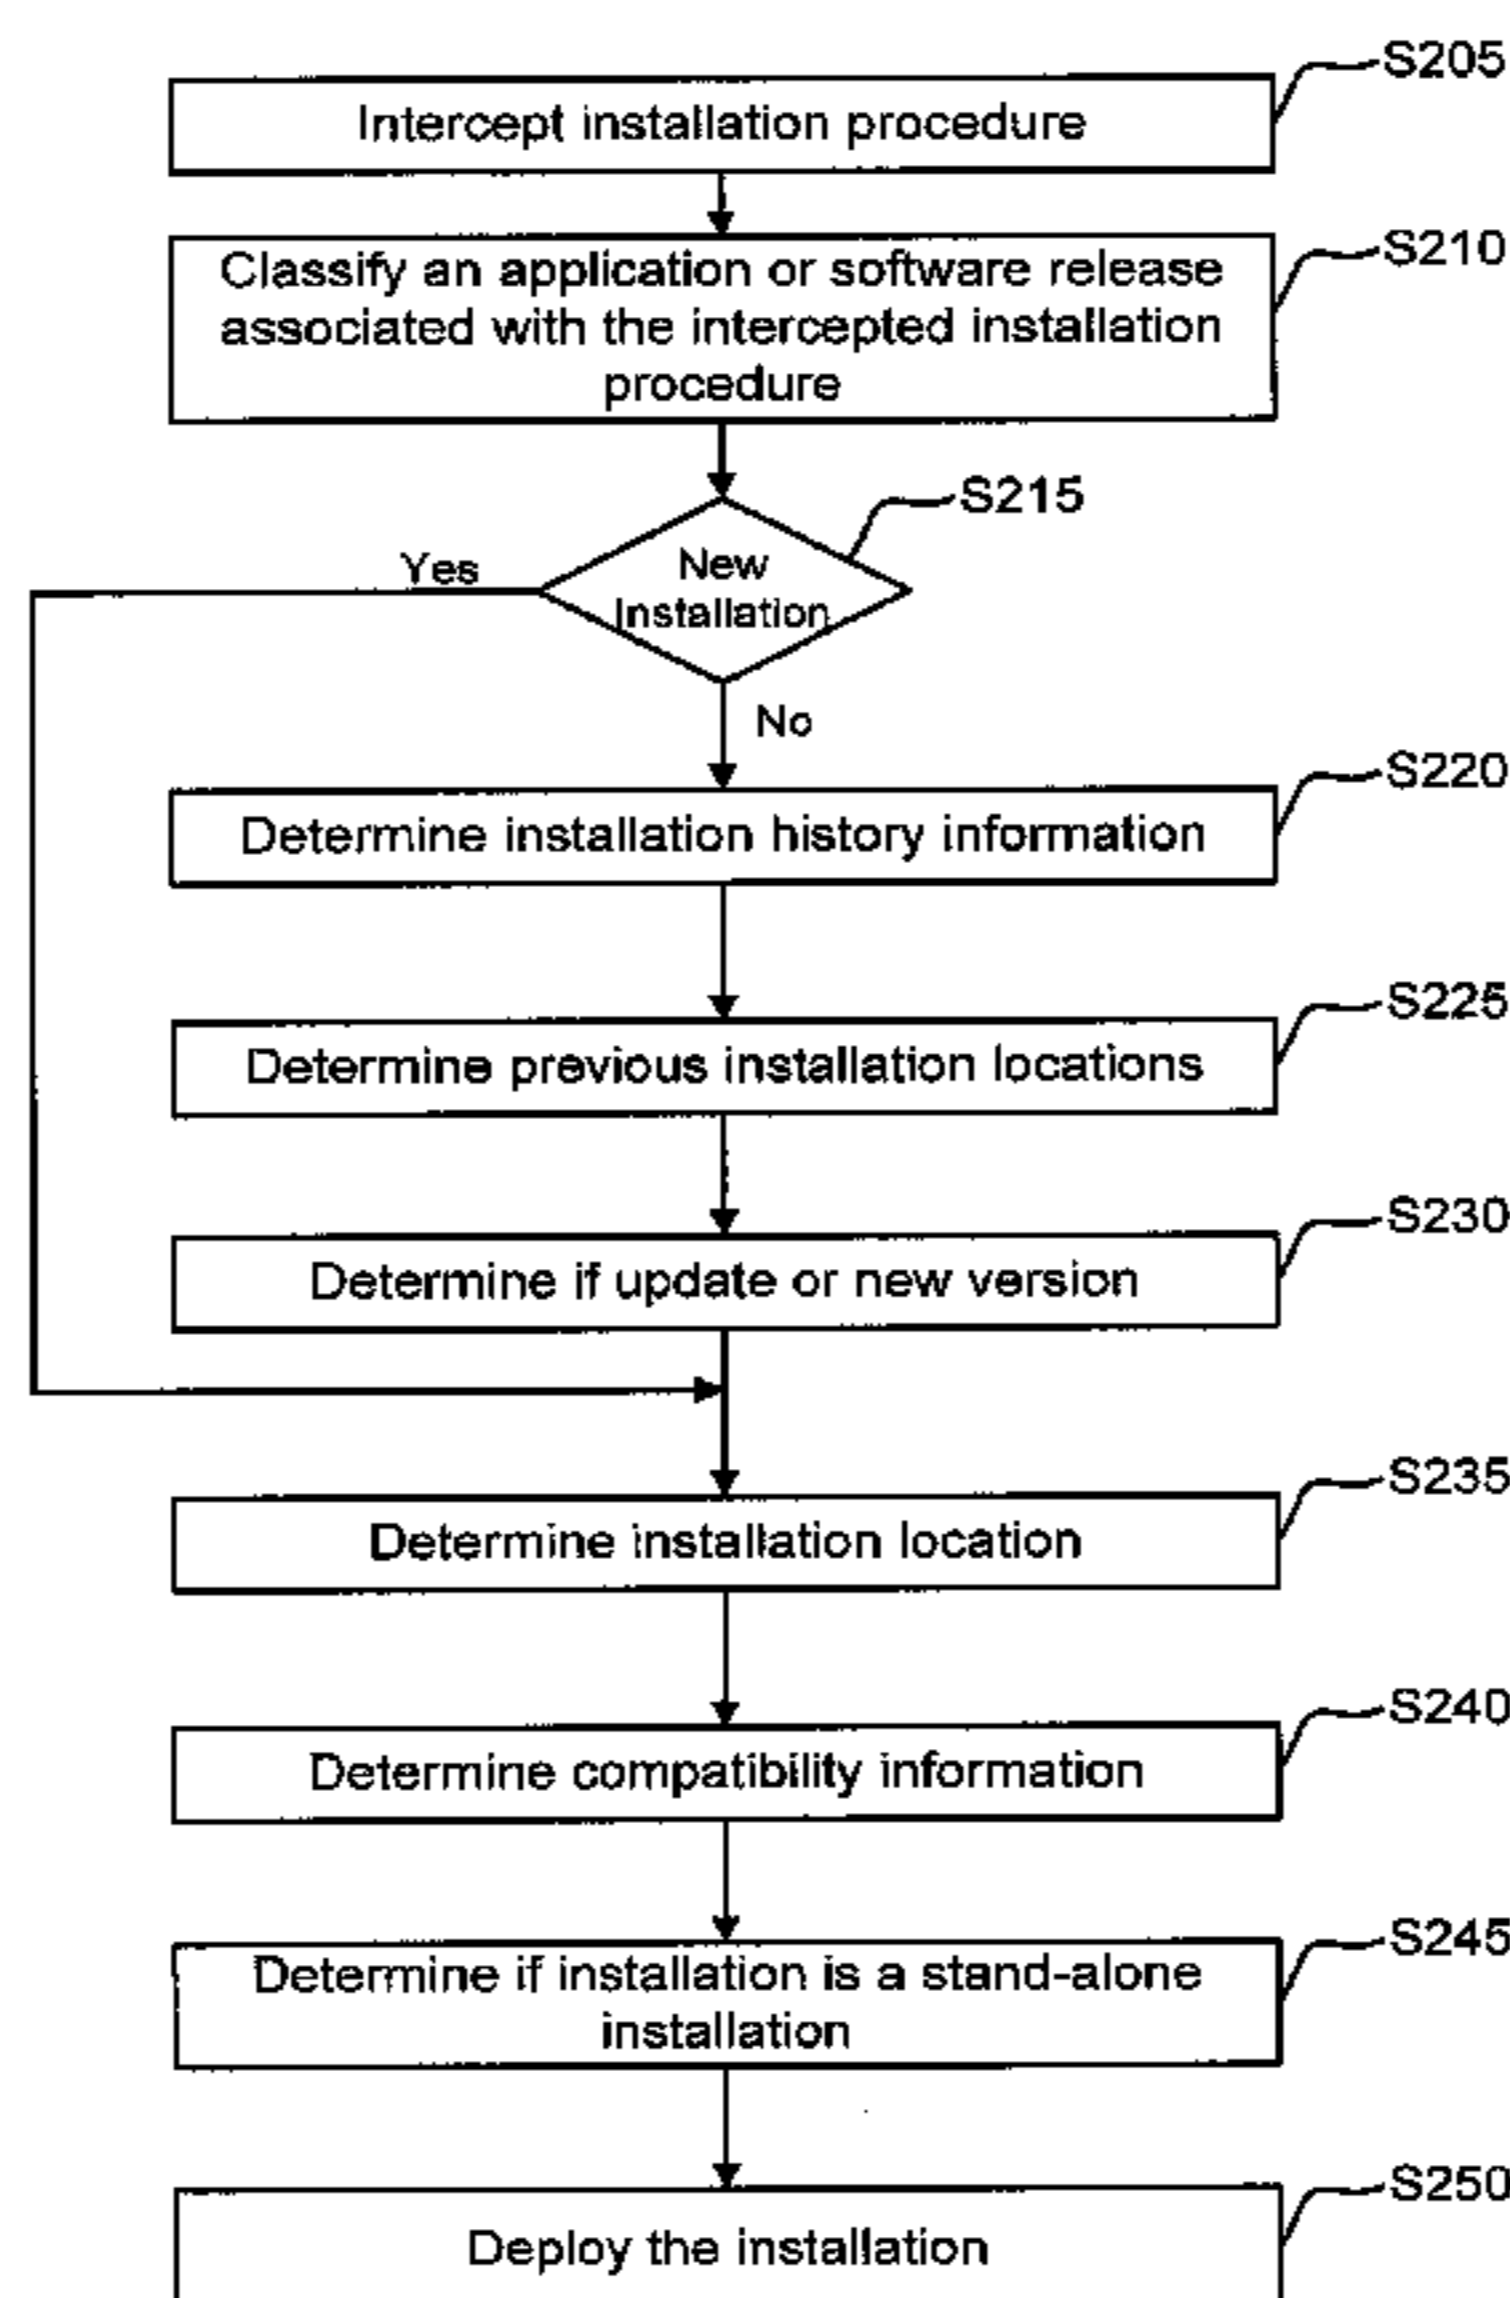 S205
Intercept installation procedure
S210
Classify an application or software release
associated with the intercepted installation
procedure
S215
Yes
New
Installation
No
S220
Determine installation history information
S225
Determine previous installation locations
S230
Determine if update or new version
S235
Determine installation location
S240
Determine compatibility information
S245
Determine if installation is a stand-alone
installation
S250
Deploy the installation